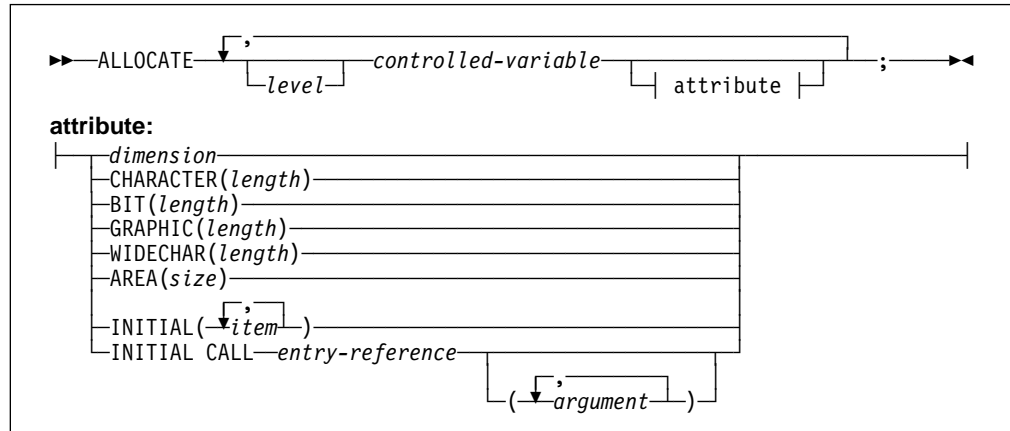 ,
ALLOCATE controlled-variable ;
level attribute
attribute:
dimension
CHARACTER(length)
BIT(length)
GRAPHIC(length)
WIDECHAR(length)
AREA(size)
,
INITIAL(item)
INITIAL CALL entry-reference
,
(argument)